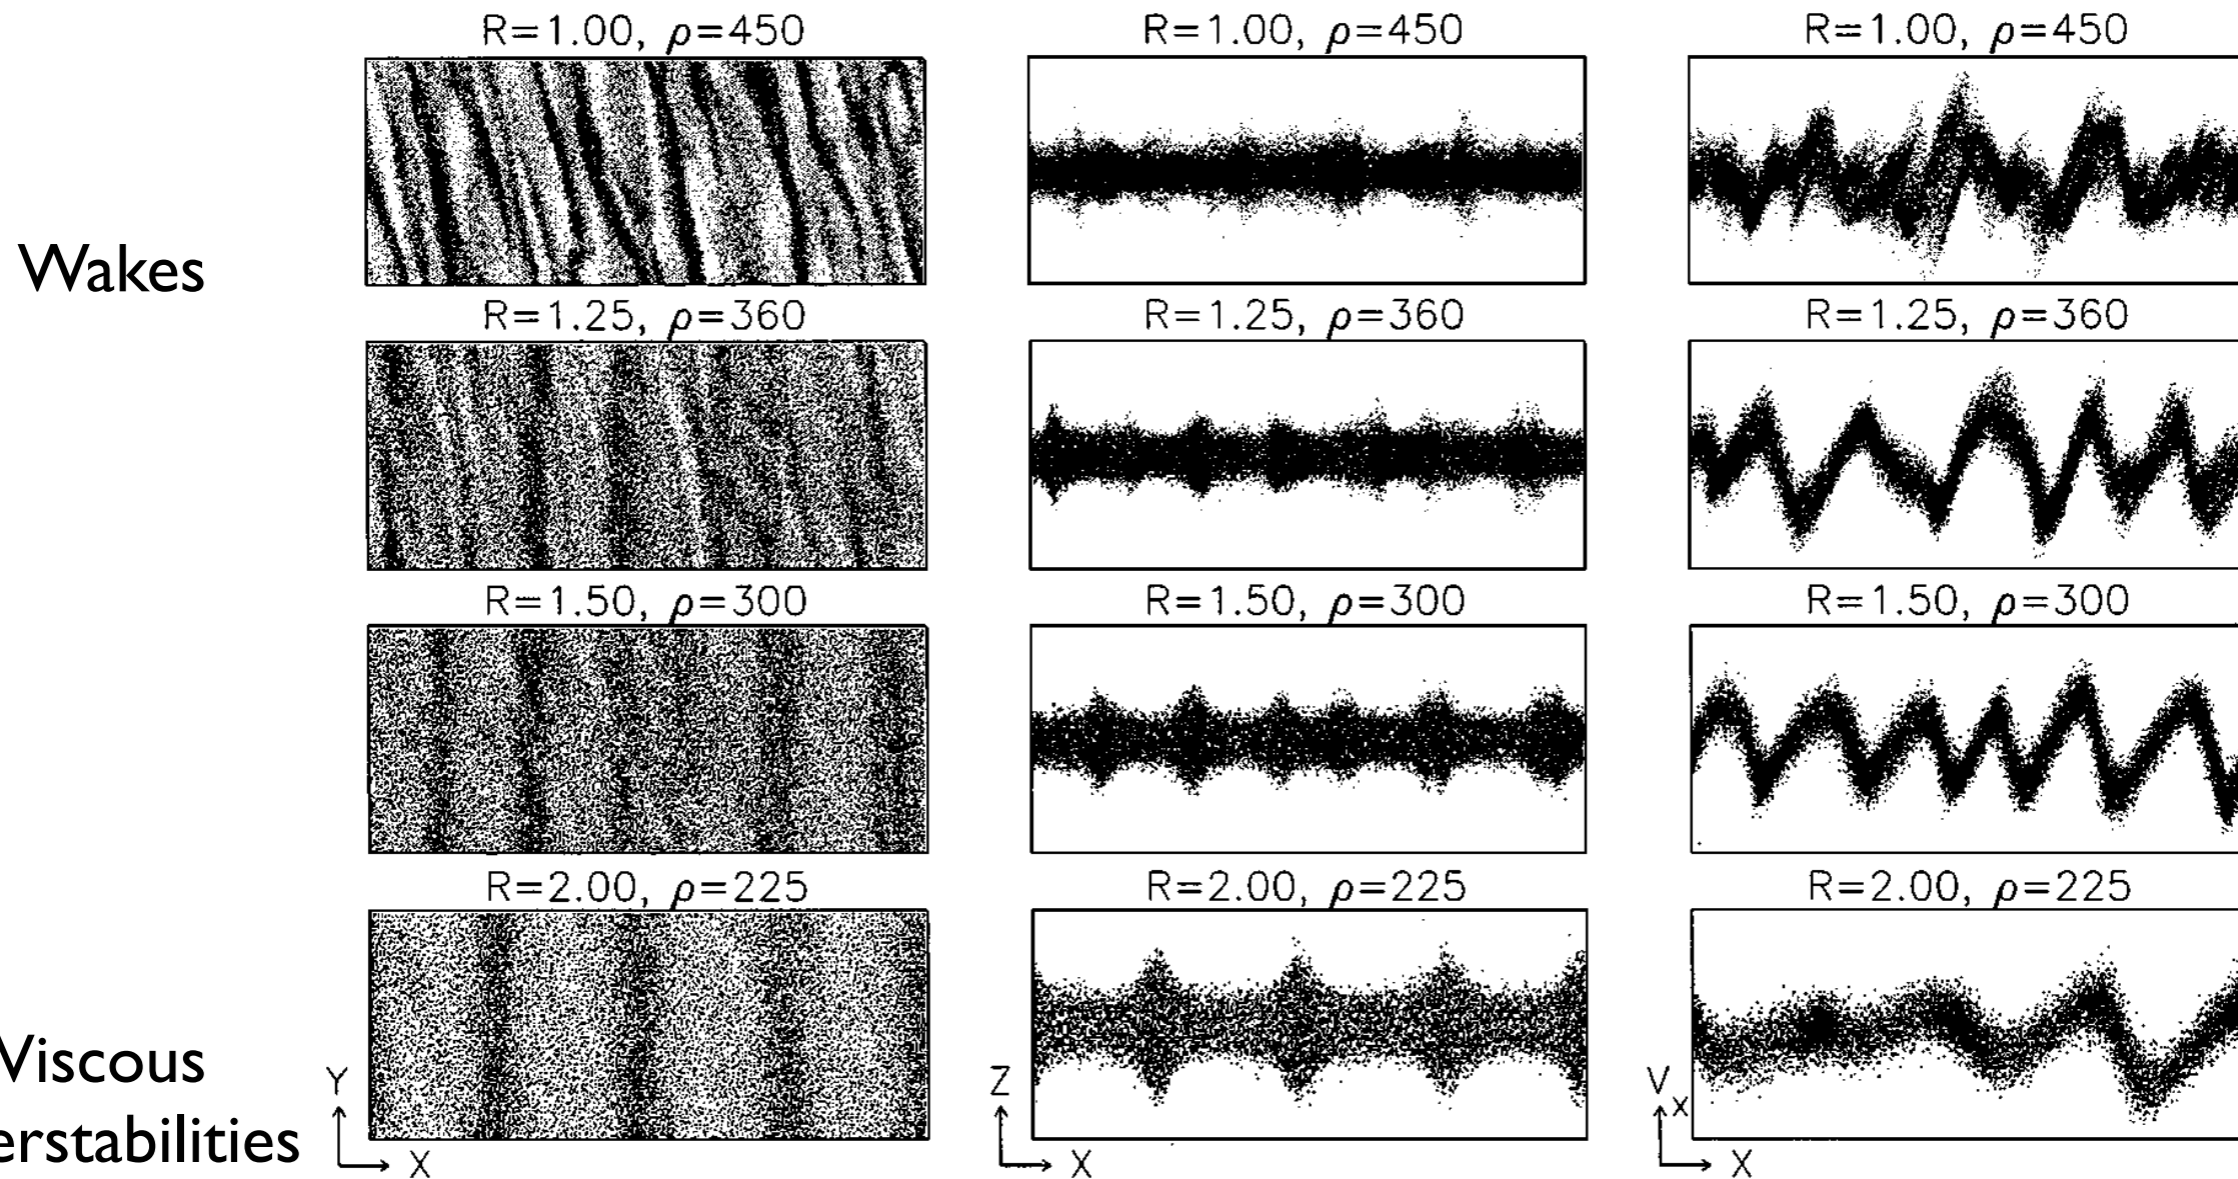 R=1.00, ρ=450
R=1.00, ρ=450
R=1.00, ρ=450
Wakes
R=1.25, ρ=360
R=1.25, ρ=360
R=1.25, ρ=360
R=1.50, ρ=300
R=1.50, ρ=300
R=1.50, ρ=300
R=2.00, ρ=225
R=2.00, ρ=225
R=2.00, ρ=225
Viscous
erstabilities
Y
X
Z
X
Vx
X